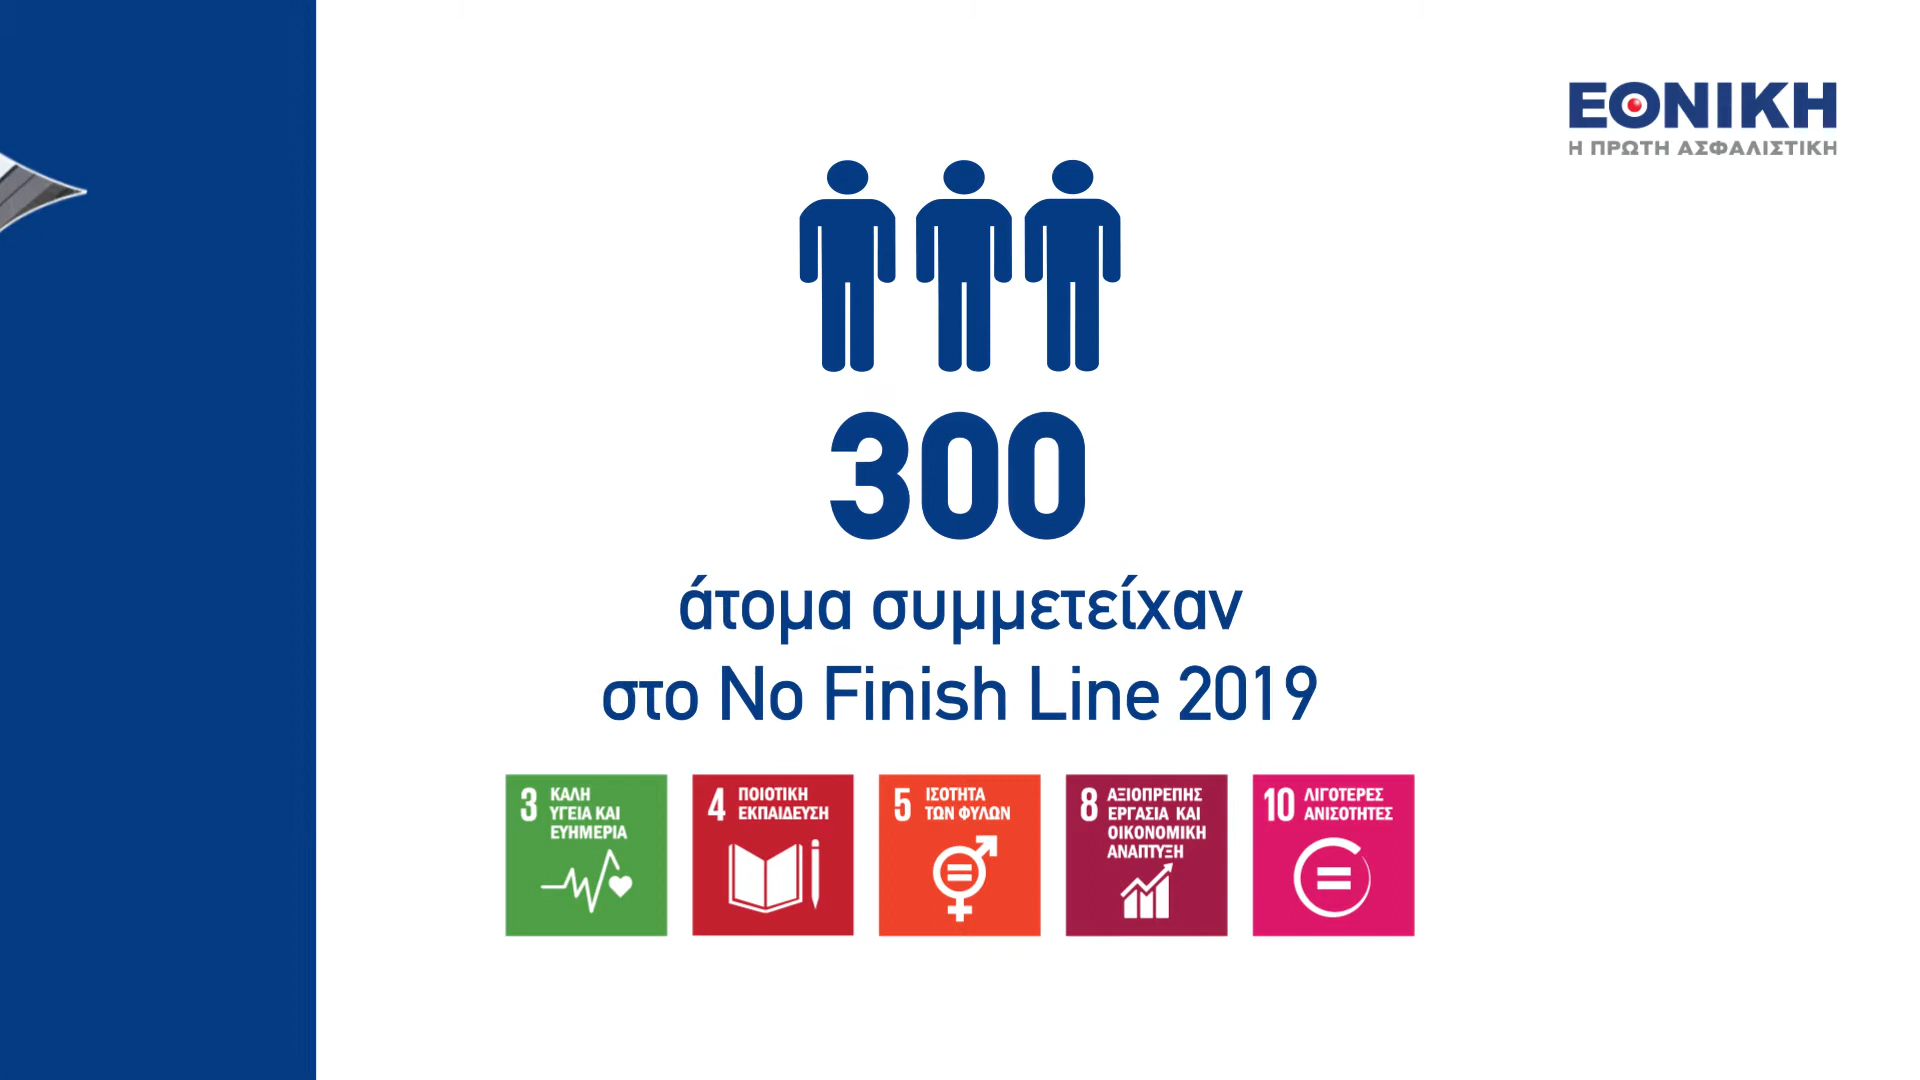 ΕΘΝΙΚΗ
Η ΠΡΩΤΗ ΑΣΦΑΛΙΣΤΙΚΗ
300
άτομα συμμετείχαν
στο No Finish Line 2019
3 ΚΑΛΗ
ΥΓΕΙΑ ΚΑΙ
ΕΥΗΜΕΡΙΑ
4 ΠΟΙΟΤΙΚΗ
ΕΚΠΑΙΔΕΥΣΗ
5 ΙΣΟΤΗΤΑ
ΤΩΝ ΦΥΛΩΝ
8 ΑΞΙΟΠΡΕΠΗΣ
ΕΡΓΑΣΙΑ ΚΑΙ
ΟΙΚΟΝΟΜΙΚΗ
ΑΝΑΠΤΥΞΗ
10 ΛΙΓΟΤΕΡΕΣ
ΑΝΙΣΟΤΗΤΕΣ